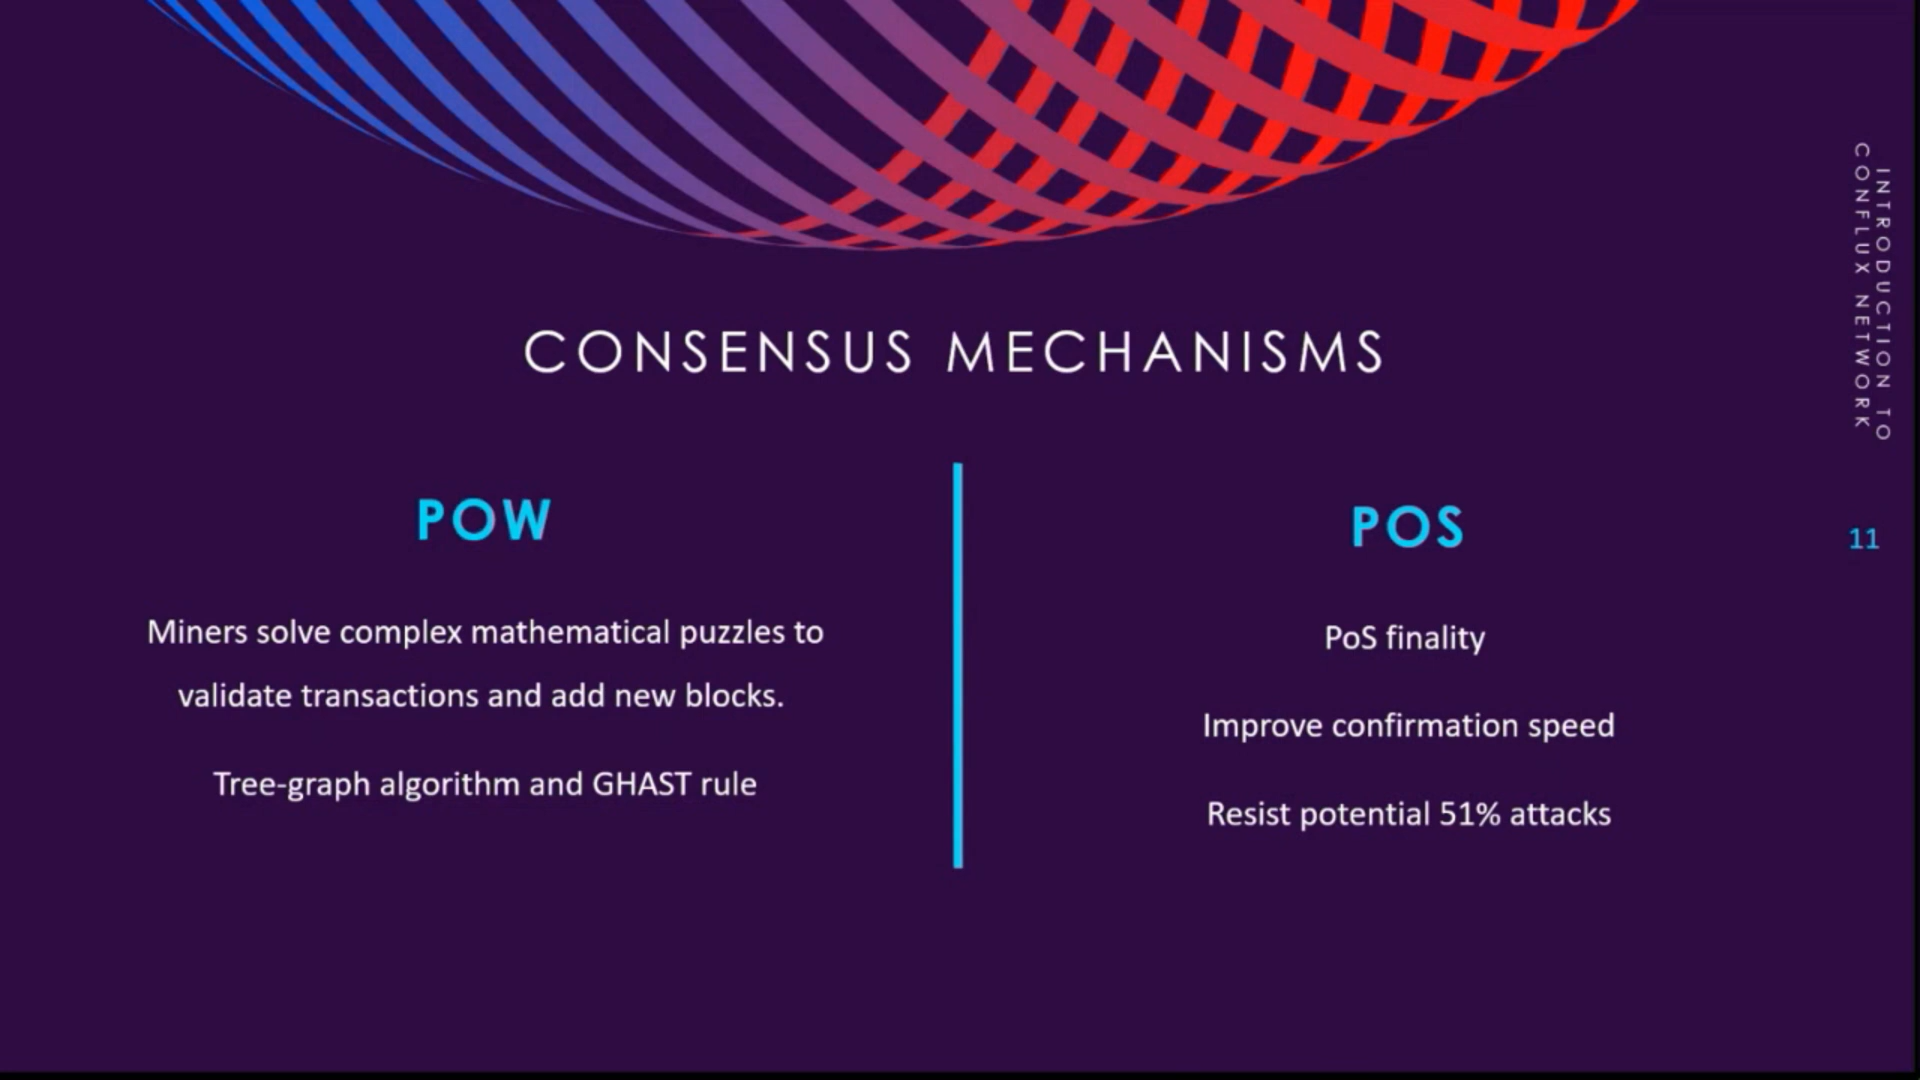 CONSENSUS MECHANISMS
POW
Miners solve complex mathematical puzzles to
validate transactions and add new blocks.
Tree-graph algorithm and GHAST rule
POS
PoS finality
Improve confirmation speed
Resist potential 51% attacks
INTRODUCTION TO
CONFLUX NETWORK
11